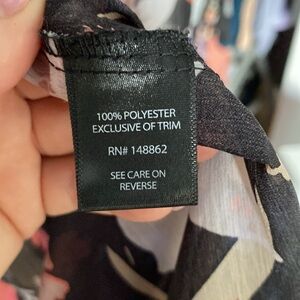 100% POLYESTER
EXCLUSIVE OF TRIM
RN# 148862
SEE CARE ON
REVERSE